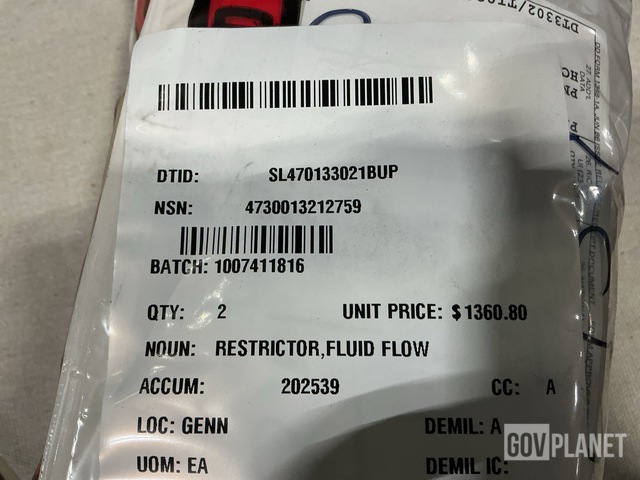 DTID: SL470133021BUP
NSN: 4730013212759
BATCH: 1007411816
QTY: 2 UNIT PRICE: $1360.80
NOUN: RESTRICTOR,FLUID FLOW
ACCUM: 202539 CC: A
LOC: GENN DEMIL: A
UOM: EA DEMIL IC:
GOVPLANET